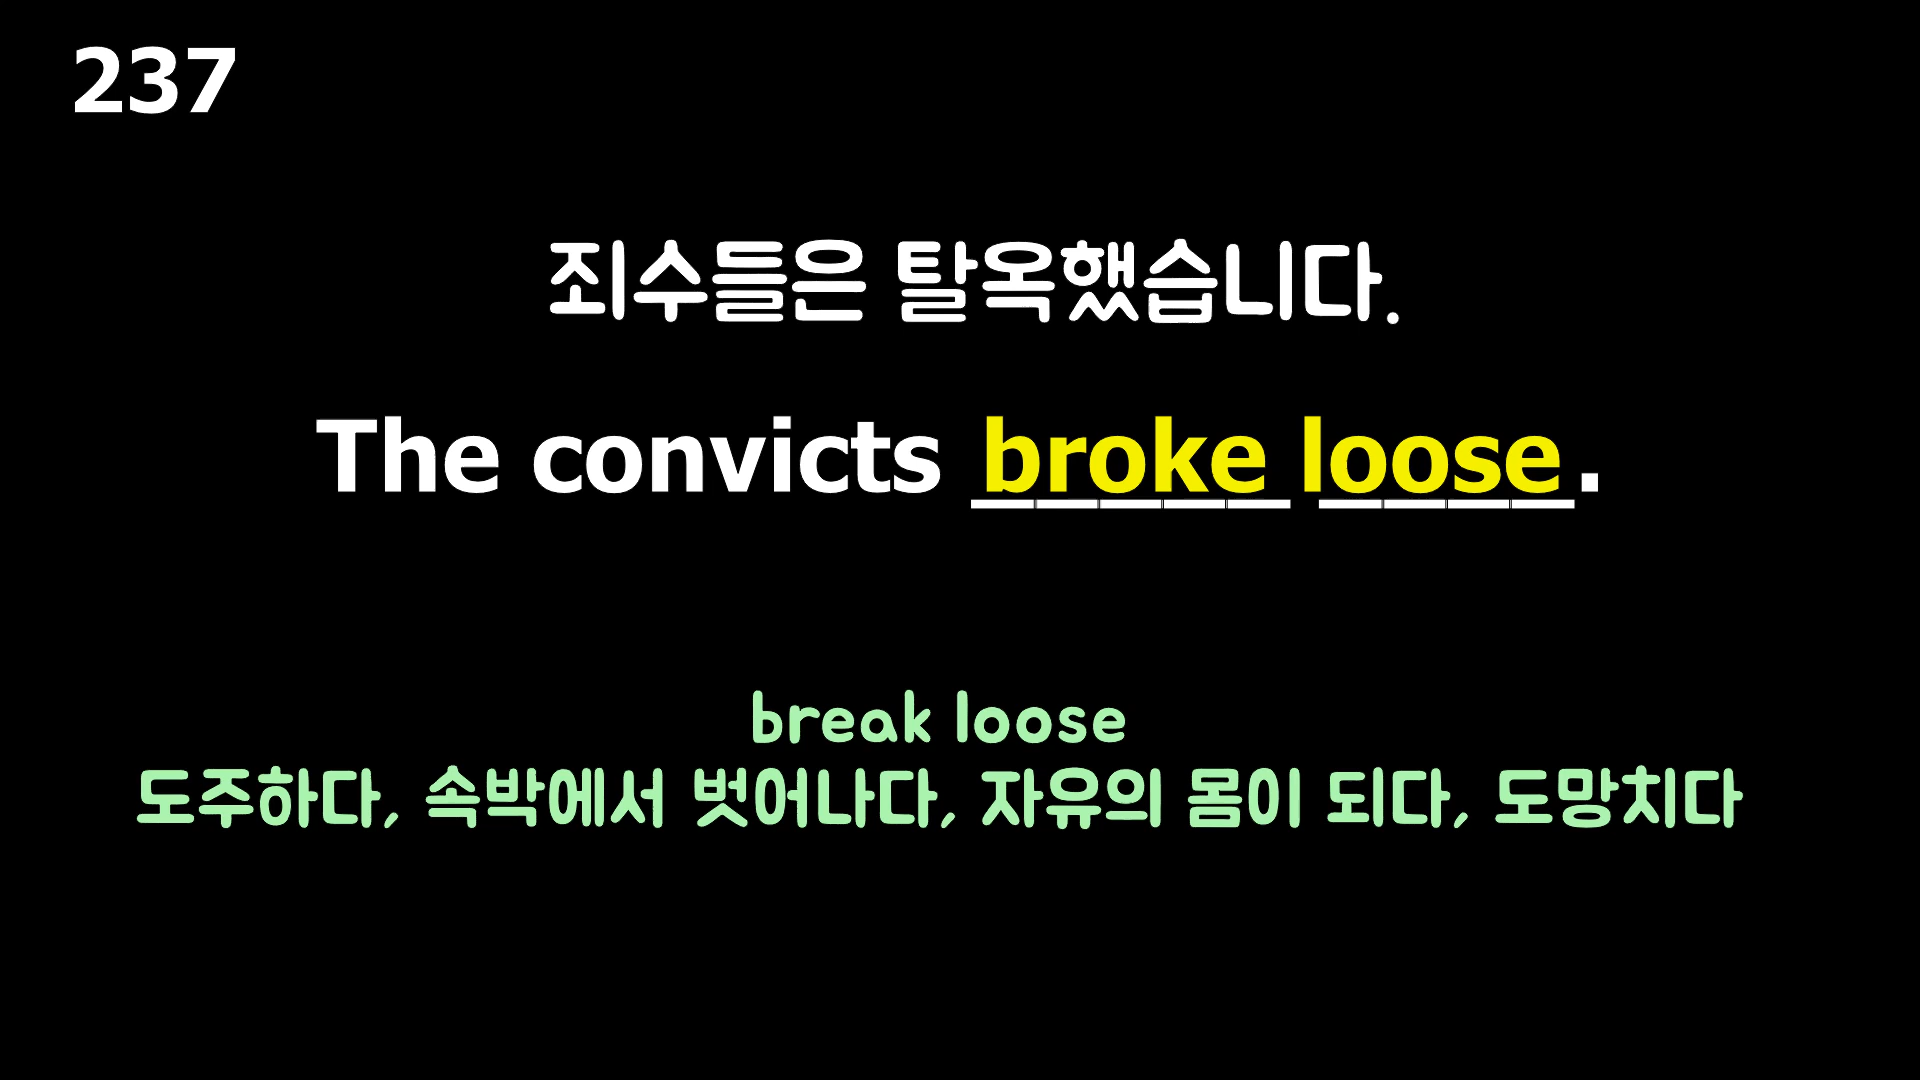 237
죄수들은 탈옥했습니다.
The convicts broke loose.
break loose
도주하다, 속박에서 벗어나다, 자유의 몸이 되다, 도망치다